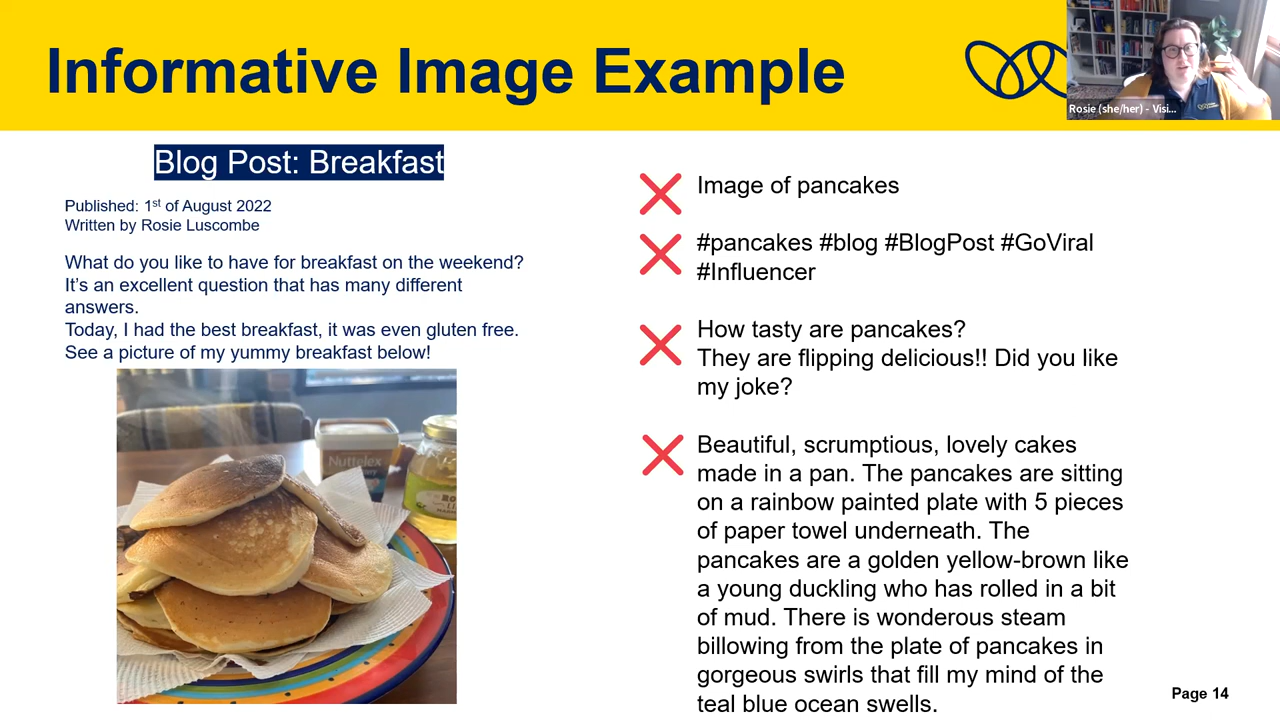 Informative Image Example
Rosie (she/her) - Visi...
Blog Post: Breakfast
Published: 1st of August 2022
Written by Rosie Luscombe
What do you like to have for breakfast on the weekend?
It's an excellent question that has many different
answers.
Today, I had the best breakfast, it was even gluten free.
See a picture of my yummy breakfast below!
Nuttelex
Image of pancakes
#pancakes #blog #BlogPost #GoViral
#Influencer
How tasty are pancakes?
They are flipping delicious!! Did you like
my joke?
Beautiful, scrumptious, lovely cakes
made in a pan. The pancakes are sitting
on a rainbow painted plate with 5 pieces
of paper towel underneath. The
pancakes are a golden yellow-brown like
a young duckling who has rolled in a bit
of mud. There is wonderous steam
billowing from the plate of pancakes in
gorgeous swirls that fill my mind of the
teal blue ocean swells.
Page 14